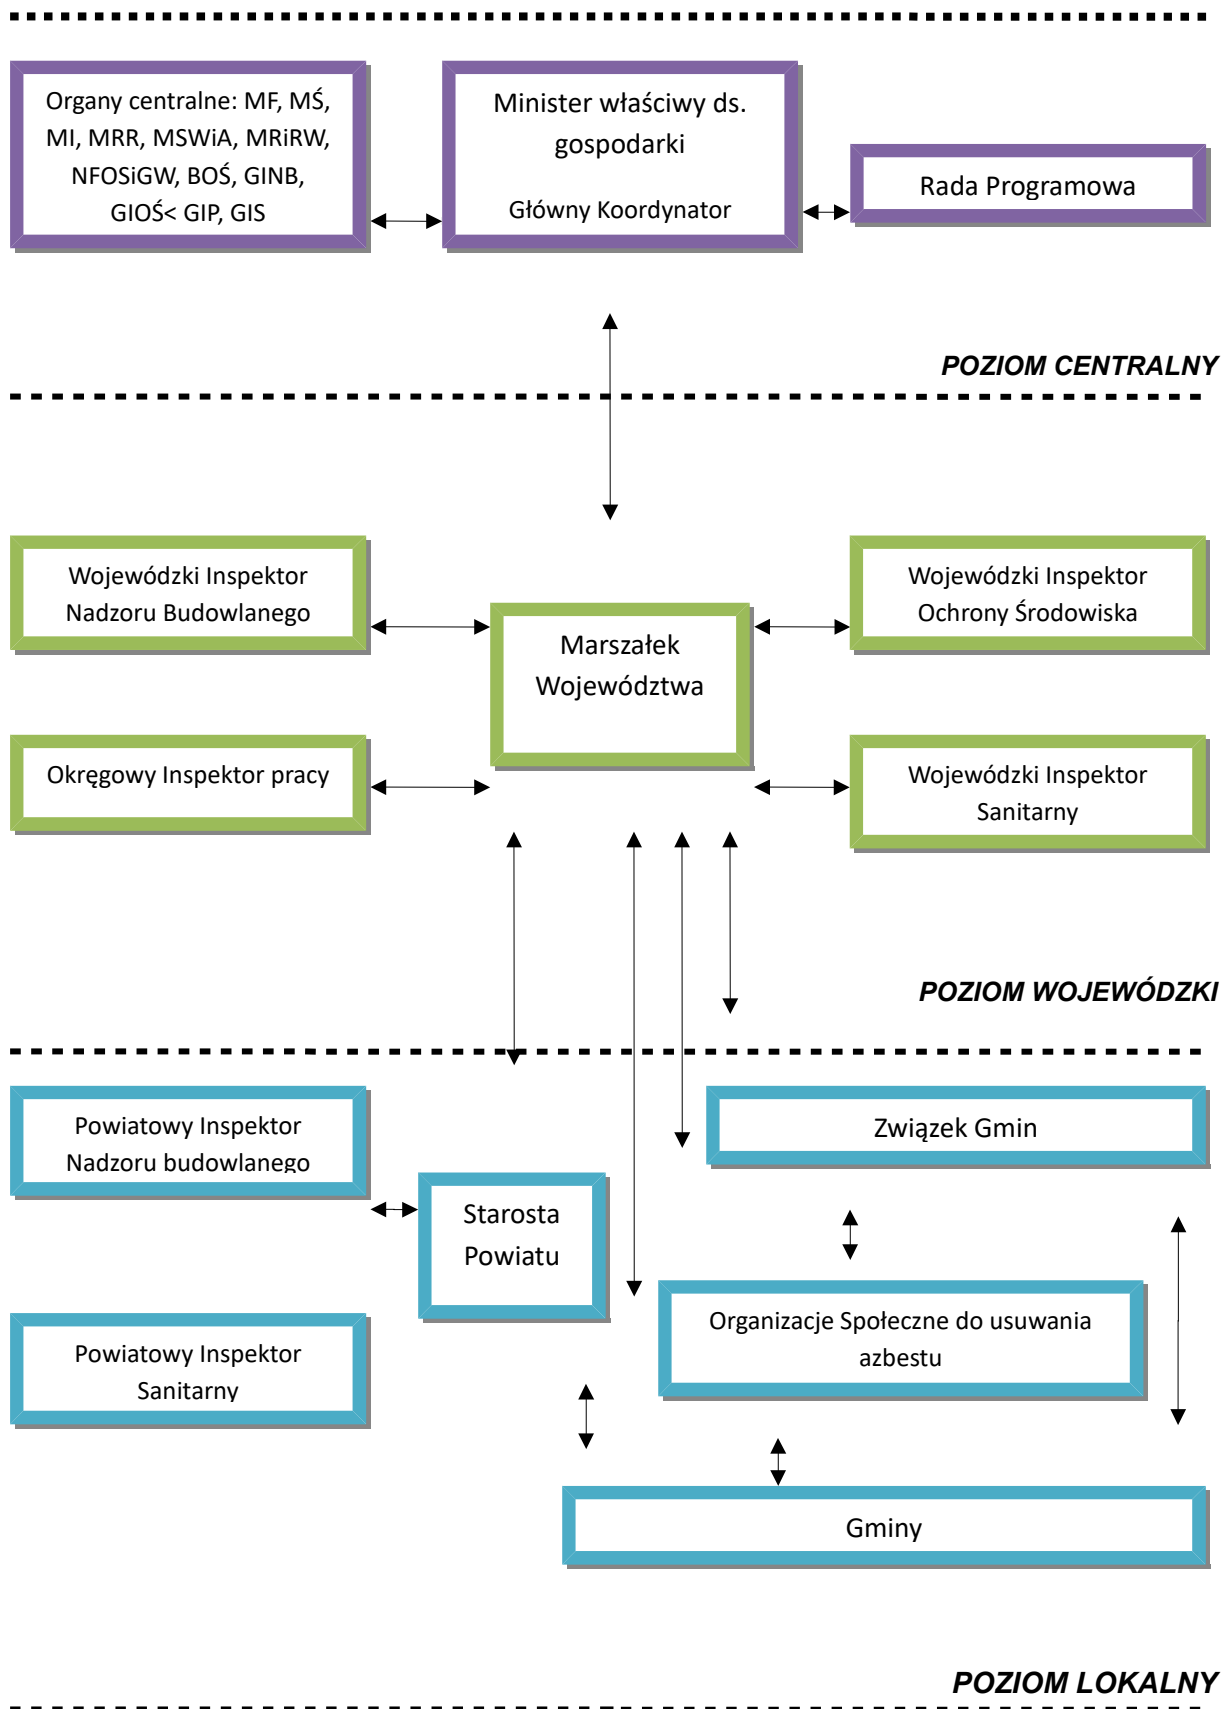 Organy centralne: MF, MŚ,
MI, MRR, MSWiA, MRiRW,
NFOSiGW, BOŚ, GINB,
GIOŚ< GIP, GIS
Minister właściwy ds.
gospodarki
Główny Koordynator
Rada Programowa
POZIOM CENTRALNY
Wojewódzki Inspektor
Nadzoru Budowlanego
Marszałek
Województwa
Wojewódzki Inspektor
Ochrony Środowiska
Okręgowy Inspektor pracy
Wojewódzki Inspektor
Sanitarny
POZIOM WOJEWÓDZKI
Powiatowy Inspektor
Nadzoru budowlanego
Związek Gmin
Starosta
Powiatu
Organizacje Społeczne do usuwania
azbestu
Powiatowy Inspektor
Sanitarny
Gminy
POZIOM LOKALNY